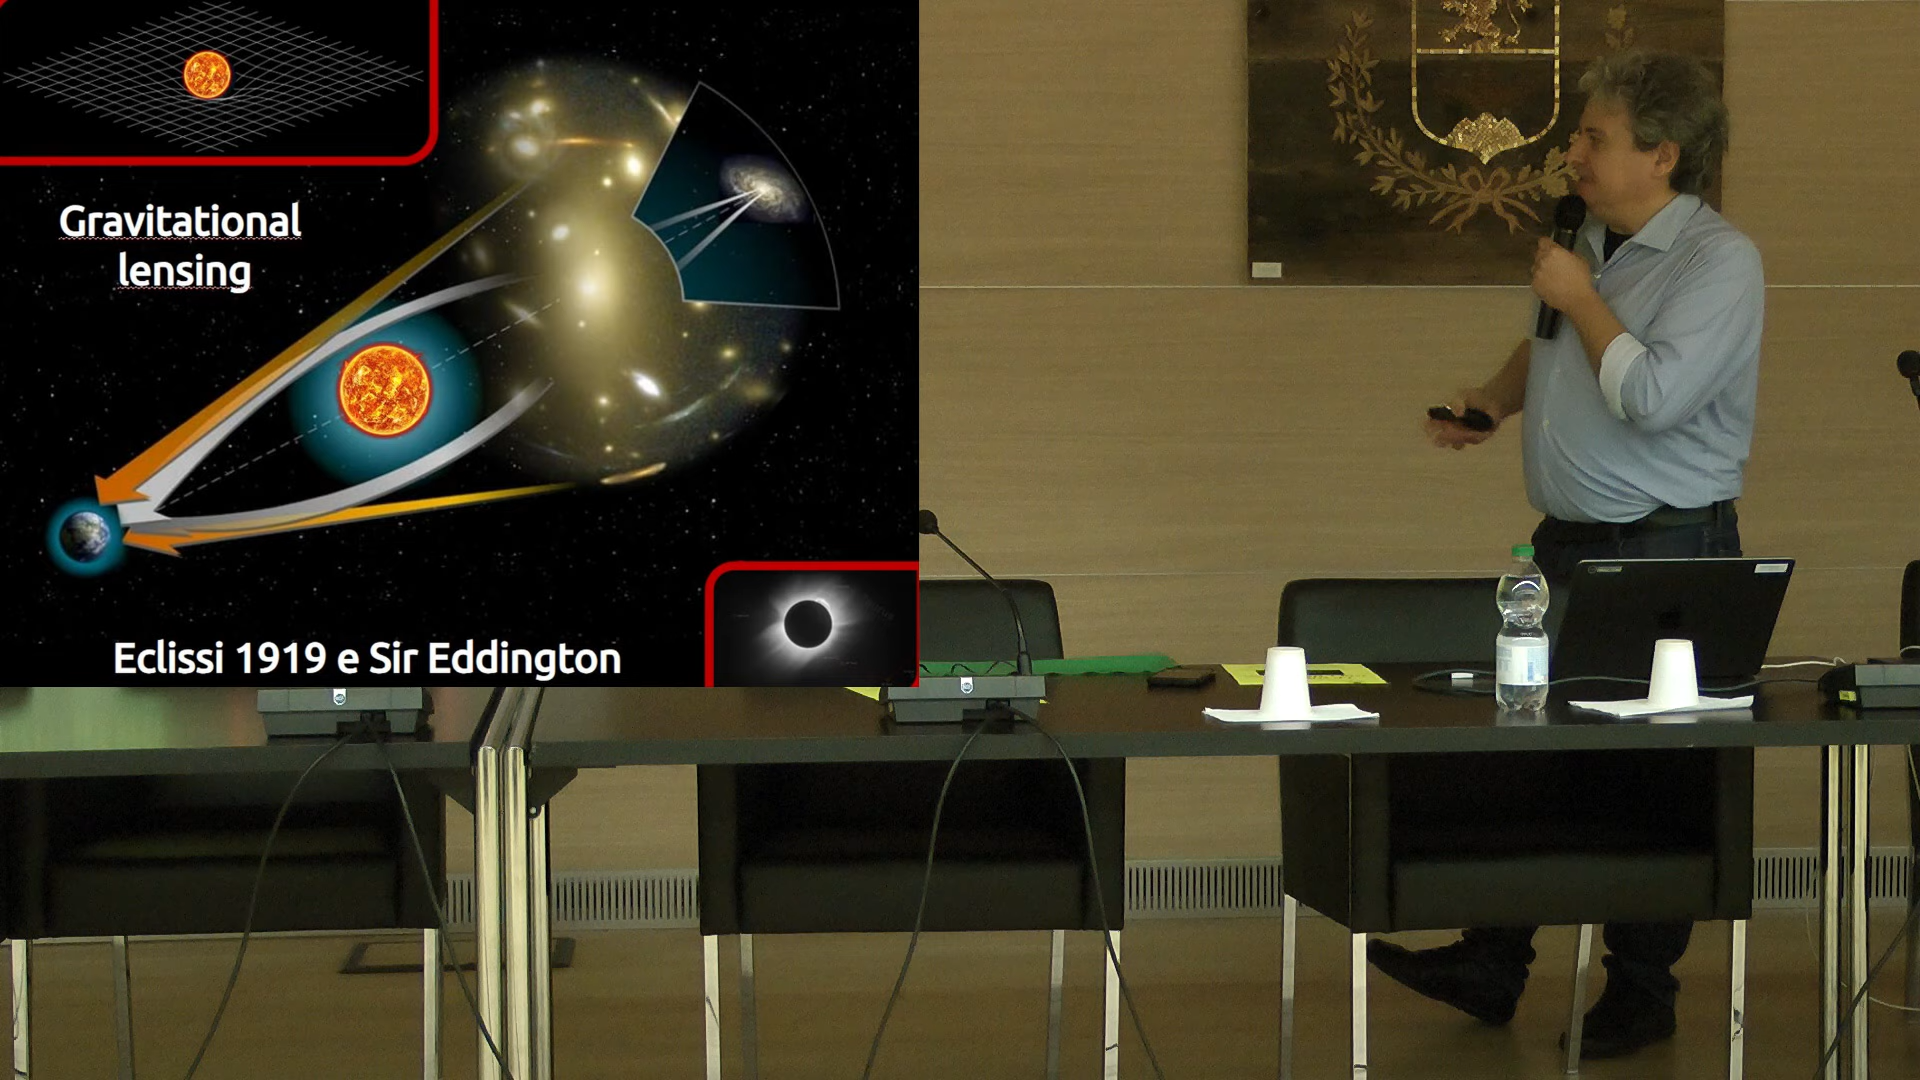 Gravitational
lensing
Eclissi 1919 e Sir Eddington